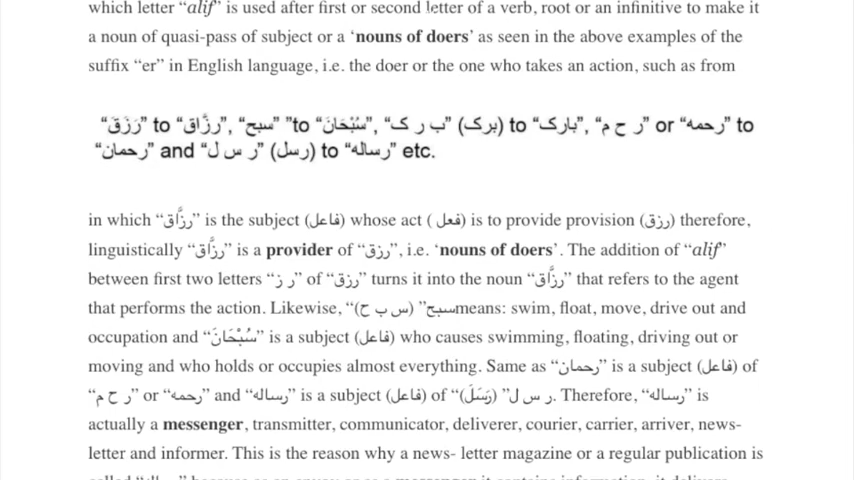 which letter “alif” is used after first or second letter of a verb, root or an infinitive to make it
a noun of quasi-pass of subject or a ‘nouns of doers’ as seen in the above examples of the
suffix “er” in English language, i.e. the doer or the one who takes an action, such as from
“رَزَقَ” to “رزَّاق”, “سبح” ”to “سُبْحَانَ”, “ب ر ک” (برک) to “بارک”, “ر ح م” or “رحمه” to
“رحمان” and “ر س ل” (رسل) to “رساله” etc.
in which “رزَّاق” is the subject (فاعل) whose act ( فعل) is to provide provision (رزق) therefore,
linguistically “رزَّاق” is a provider of “رزق”, i.e. ‘nouns of doers’. The addition of “alif”
between first two letters “ر ز” of “رزق” turns it into the noun “رزَّاق” that refers to the agent
that performs the action. Likewise, “(س ب ح) ”سبحmeans: swim, float, move, drive out and
occupation and “سُبْحَانَ” is a subject (فاعل) who causes swimming, floating, driving out or
moving and who holds or occupies almost everything. Same as “رحمان” is a subject (فاعل) of
“ر ح م” or “رحمه” and “رساله” is a subject (فاعل) of “(رَسَلَ) ”ر س ل. Therefore, “رساله” is
actually a messenger, transmitter, communicator, deliverer, courier, carrier, arriver, news-
letter and informer. This is the reason why a news- letter magazine or a regular publication is